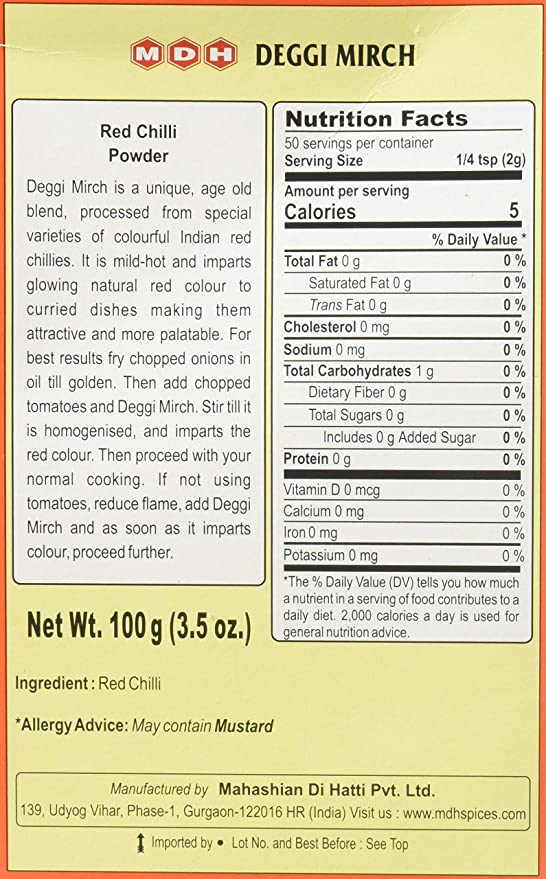 MDH DEGGI MIRCH
Red Chilli
Powder
Deggi Mirch is a unique, age old
blend, processed from special
varieties of colourful Indian red
chillies. It is mild-hot and imparts
glowing natural red colour to
curried dishes making them
attractive and more palatable. For
best results fry chopped onions in
oil till golden. Then add chopped
tomatoes and Deggi Mirch. Stir till it
is homogenised, and imparts the
red colour. Then proceed with your
normal cooking. If not using
tomatoes, reduce flame, add Deggi
Mirch and as soon as it imparts
colour, proceed further.
Net Wt. 100 g (3.5 oz.)
Nutrition Facts
50 servings per container
Serving Size 1/4 tsp (2g)
Amount per serving
Calories 5
% Daily Value *
Total Fat 0 g 0 %
Saturated Fat 0 g 0 %
Trans Fat 0 g 0 %
Cholesterol 0 mg 0 %
Sodium 0 mg 0 %
Total Carbohydrates 1 g 0 %
Dietary Fiber 0 g 0 %
Total Sugars 0 g 0 %
Includes 0 g Added Sugar 0 %
Protein 0 g 0 %
Vitamin D 0 mcg 0 %
Calcium 0 mg 0 %
Iron 0 mg 0 %
Potassium 0 mg 0 %
*The % Daily Value (DV) tells you how much
a nutrient in a serving of food contributes to a
daily diet. 2,000 calories a day is used for
general nutrition advice.
Ingredient : Red Chilli
*Allergy Advice: May contain Mustard
Manufactured by Mahashian Di Hatti Pvt. Ltd.
139, Udyog Vihar, Phase-1, Gurgaon-122016 HR (India) Visit us : www.mdhspices.com
Imported by • Lot No. and Best Before : See Top